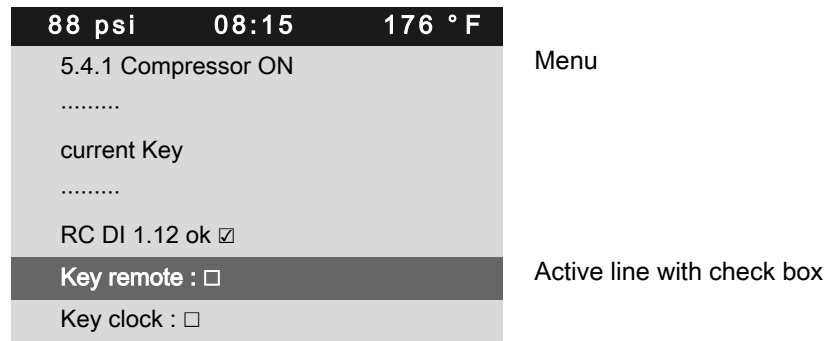 88 psi 08:15 176 °F
5.4.1 Compressor ON Menu
.........
current Key
.........
RC DI 1.12 ok ☑
Key remote : ☐ Active line with check box
Key clock : ☐